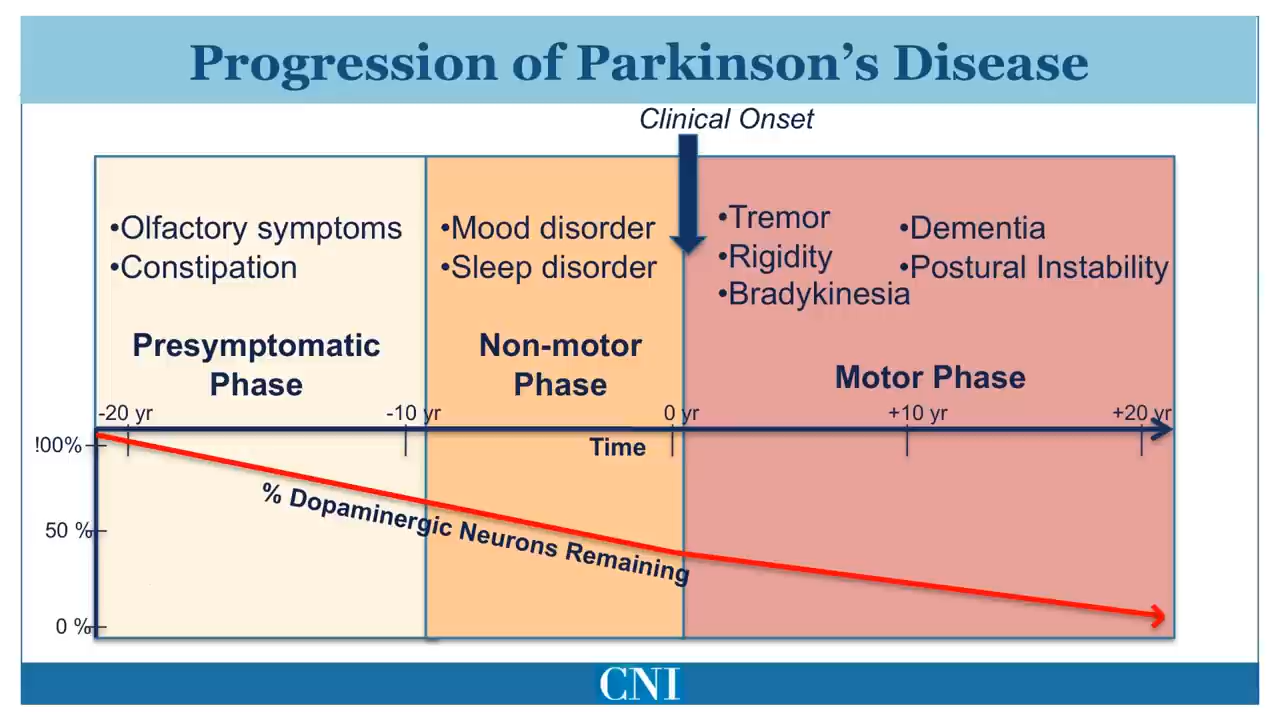 Progression of Parkinson's Disease
Clinical Onset
•Olfactory symptoms
•Constipation
Presymptomatic
Phase
•Mood disorder
•Sleep disorder
Non-motor
Phase
•Tremor
•Rigidity
•Bradykinesia
•Dementia
•Postural Instability
Motor Phase
-20 yr
-10 yr
0 yr
+10 yr
+20 yr
Time
100%
50 %
0 %
% Dopaminergic Neurons Remaining
CNI